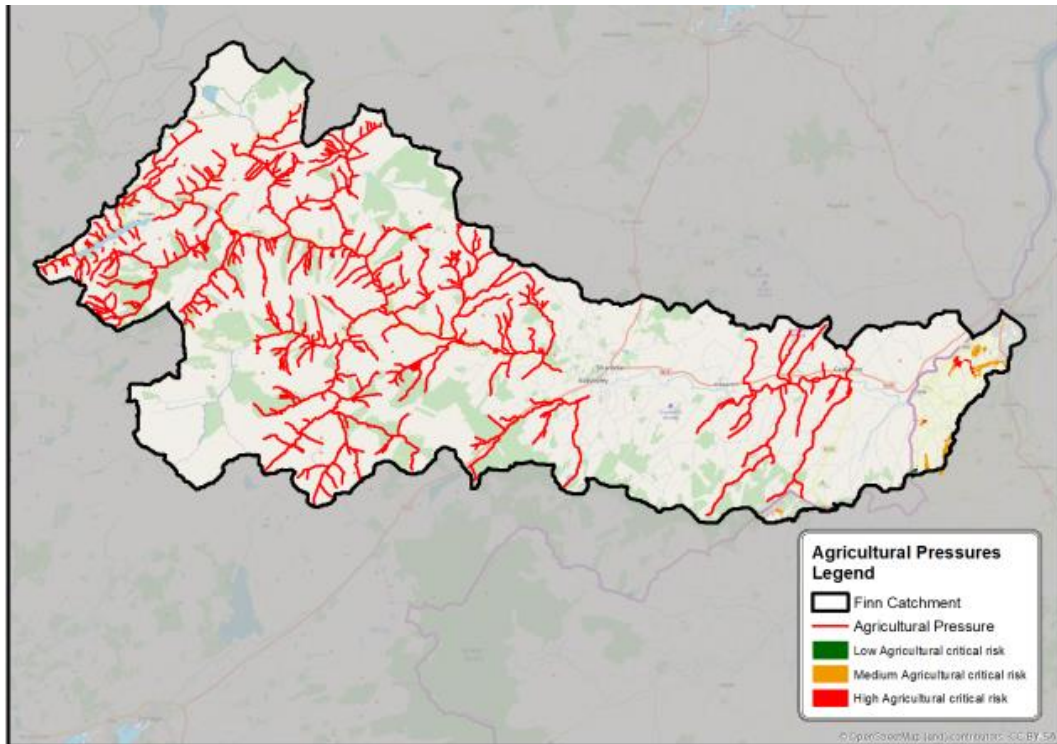 Agricultural Pressures
Legend
Finn Catchment
Agricultural Pressure
Low Agricultural critical risk
Medium Agricultural critical risk
High Agricultural critical risk
© OpenStreetMap (and) contributors, CC-BY-SA